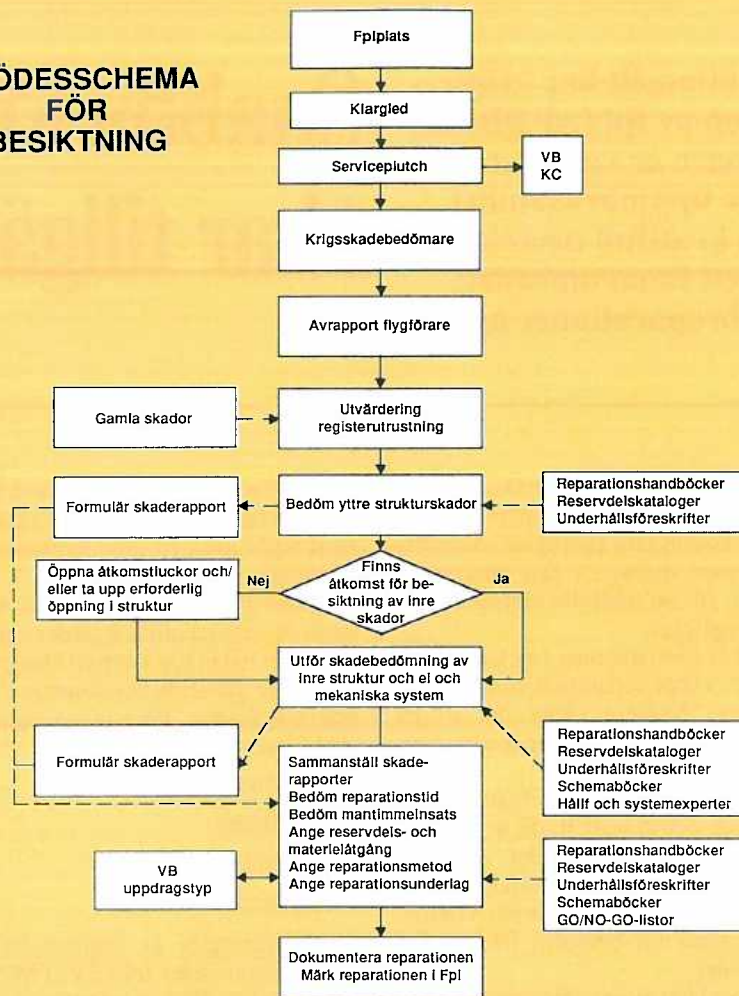 ÖDESSCHEMA
FÖR
BESIKTNING
Fplplats
Klargled
Serviceplutch
VB
KC
Krigsskadebedömare
Avrapport flygförare
Gamla skador
Utvärdering
registerutrustning
Formulär skaderapport
Bedöm yttre strukturskador
Reparationshandböcker
Reservdelskataloger
Underhållsföreskrifter
Öppna åtkomstluckor och/
eller ta upp erforderlig
öppning i struktur
Nej
Finns
åtkomst för be-
siktning av inre
skador
Ja
Utför skadebedömning av
inre struktur och el och
mekaniska system
Formulär skaderapport
Reparationshandböcker
Reservdelskataloger
Underhållsföreskrifter
Schemaböcker
Hållf och systemexperter
Sammanställ skade-
rapporter
Bedöm reparationstid
Bedöm mantimmeinsats
Ange reservdels- och
materielåtgång
Ange reparationsmetod
Ange reparationsunderlag
VB
uppdragstyp
Reparationshandböcker
Reservdelskataloger
Underhållsföreskrifter
Schemaböcker
GO/NO-GO-listor
Dokumentera reparationen
Märk reparationen i Fpl